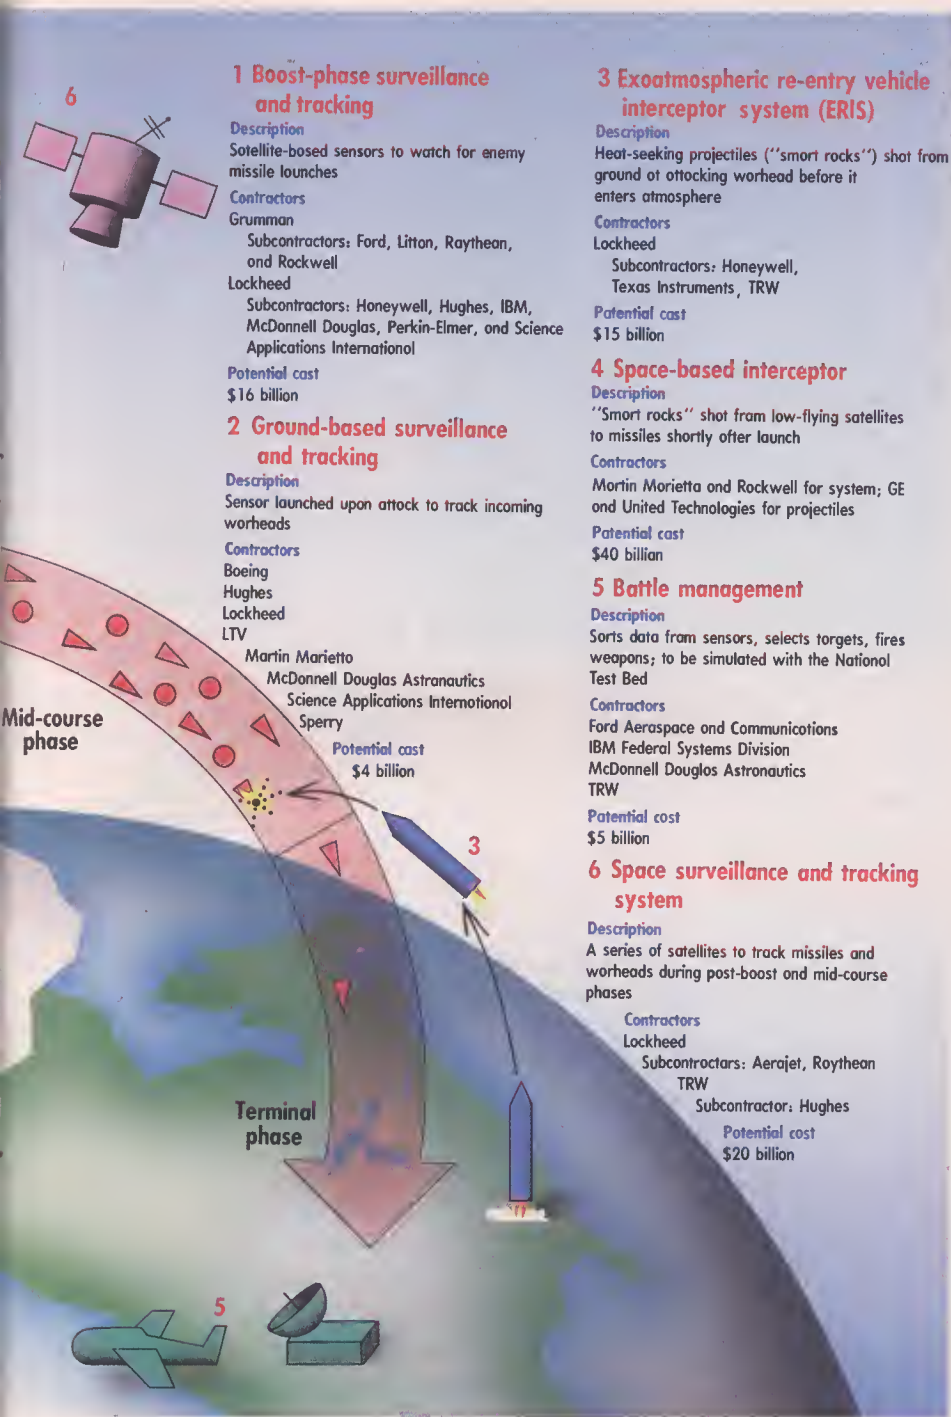 6
1 Boost-phase surveillance
and tracking
Description
Satellite-based sensors to watch for enemy
missile launches
Contractors
Grumman
Subcontractors: Ford, Litton, Raythean,
and Rockwell
Lockheed
Subcontractors: Honeywell, Hughes, IBM,
McDonnell Douglas, Perkin-Elmer, and Science
Applications International
Potential cost
$16 billion
2 Ground-based surveillance
and tracking
Description
Sensor launched upon attack to track incoming
warheads
Contractors
Boeing
Hughes
Lockheed
LTV
Martin Marietta
McDonnell Douglas Astronautics
Science Applications International
Sperry
Potential cost
$4 billion
3 Exoatmospheric re-entry vehicle
interceptor system (ERIS)
Description
Heat-seeking projectiles ("smart rocks") shot from
ground at attacking warhead before it
enters atmosphere
Contractors
Lockheed
Subcontractors: Honeywell,
Texas Instruments, TRW
Potential cost
$15 billion
4 Space-based interceptor
Description
"Smart rocks" shot from low-flying satellites
to missiles shortly after launch
Contractors
Martin Marietta and Rockwell for system; GE
and United Technologies for projectiles
Potential cost
$40 billion
5 Battle management
Description
Sorts data from sensors, selects targets, fires
weapons; to be simulated with the National
Test Bed
Contractors
Ford Aerospace and Communications
IBM Federal Systems Division
McDonnell Douglas Astronautics
TRW
Potential cost
$5 billion
6 Space surveillance and tracking
system
Description
A series of satellites to track missiles and
warheads during post-boost and mid-course
phases
Contractors
Lockheed
Subcontractors: Aerojet, Raytheon
TRW
Subcontractor: Hughes
Potential cost
$20 billion
Mid-course
phase
3
Terminal
phase
5